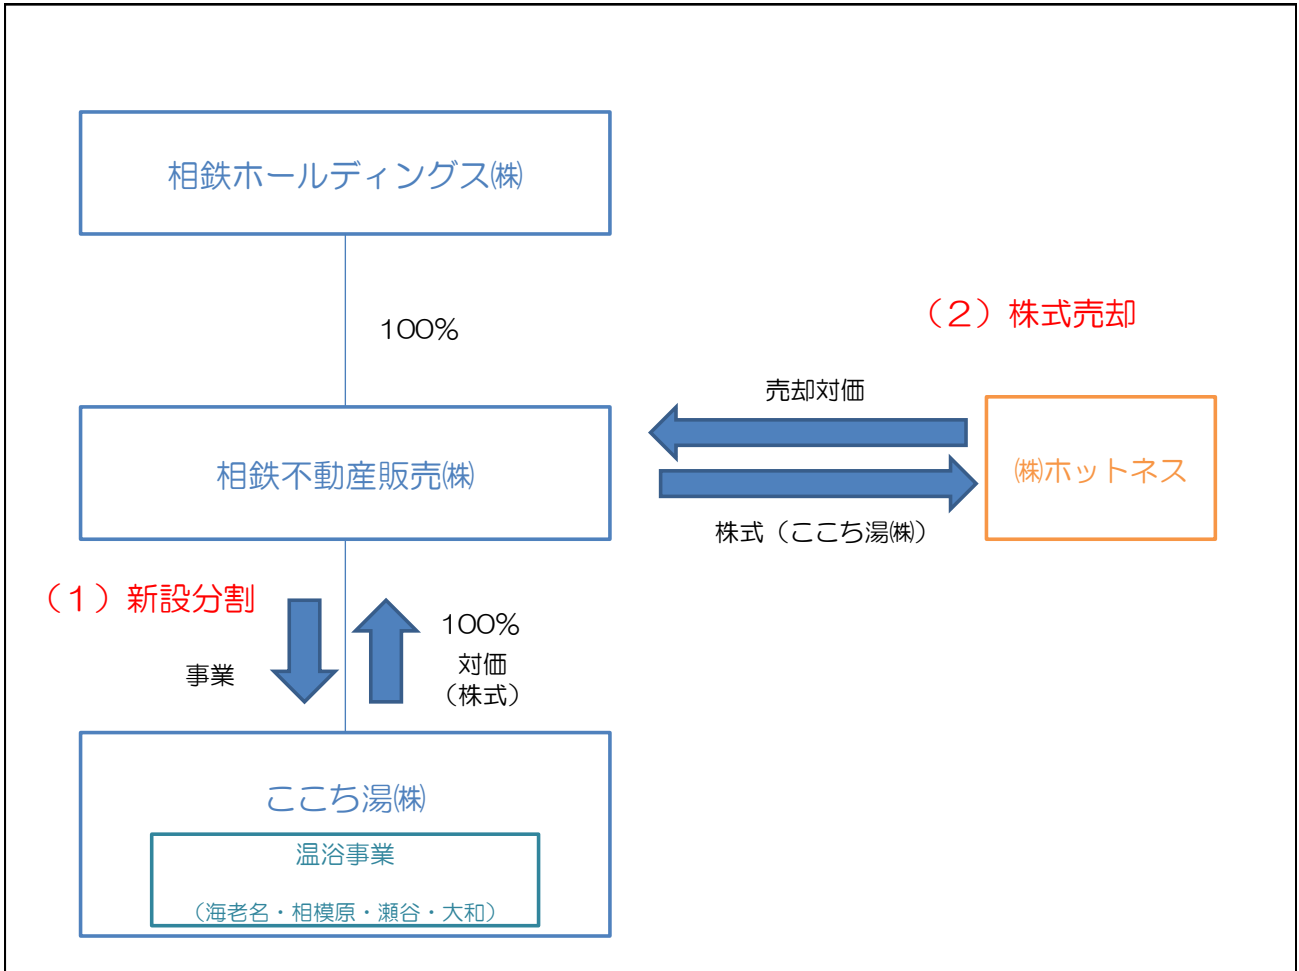 相鉄ホールディングス㈱
100%
（２）株式売却
売却対価
相鉄不動産販売㈱
㈱ホットネス
株式（ここち湯㈱）
（１）新設分割
100%
事業
対価
（株式）
ここち湯㈱
温浴事業
（海老名・相模原・瀬谷・大和）